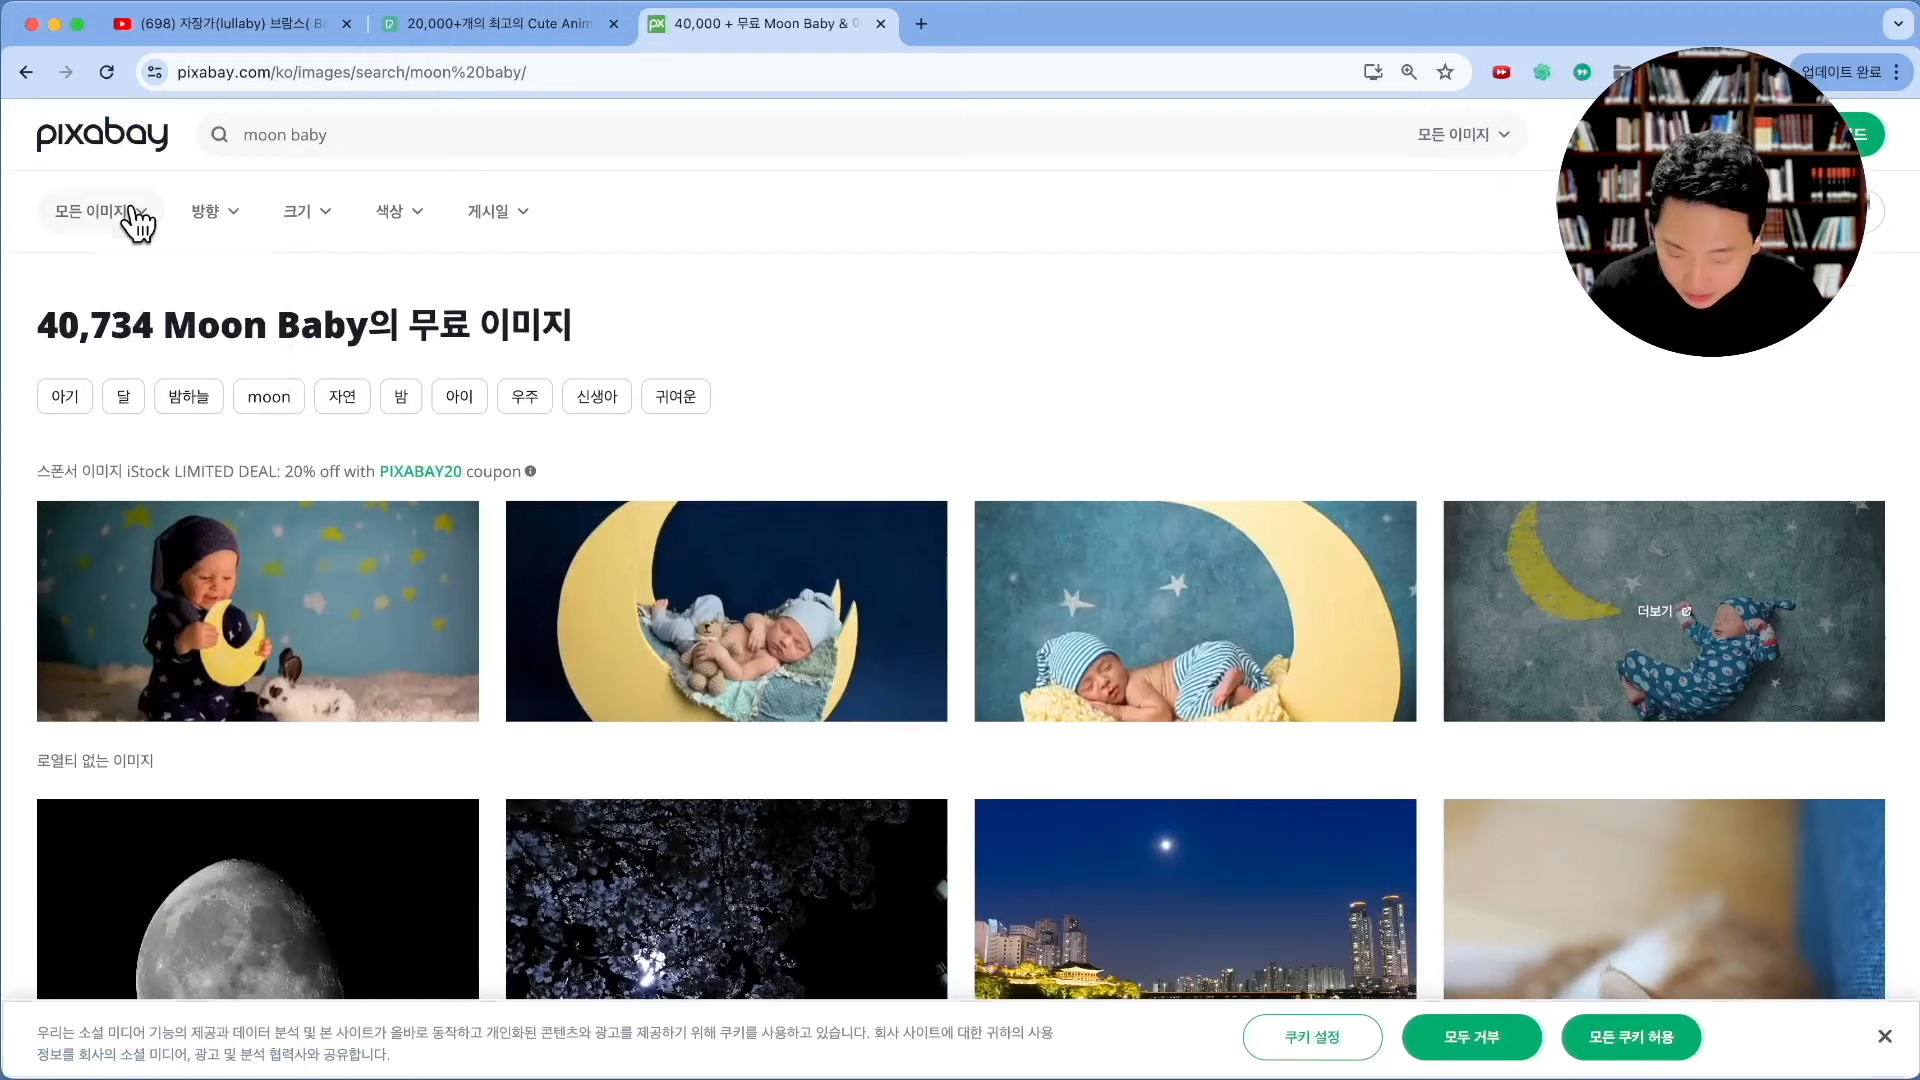 (698) 자장가(lullaby) 브람스(
20,000+개의 최고의 Cute Anim
40,000 + 무료 Moon Baby &
pixabay.com/ko/images/search/moon%20baby/
업데이트 완료
pixabay
moon baby
모든 이미지
드
모든 이미지
방향
크기
색상
게시일
40,734 Moon Baby의 무료 이미지
아기
달
밤하늘
moon
자연
밤
아이
우주
신생아
귀여운
스폰서 이미지 iStock LIMITED DEAL: 20% off with PIXABAY20 coupon
더보기
로열티 없는 이미지
우리는 소셜 미디어 기능의 제공과 데이터 분석 및 본 사이트가 올바로 동작하고 개인화된 콘텐츠와 광고를 제공하기 위해 쿠키를 사용하고 있습니다. 회사 사이트에 대한 귀하의 사용
정보를 회사의 소셜 미디어, 광고 및 분석 협력사와 공유합니다.
쿠키 설정
모두 거부
모든 쿠키 허용